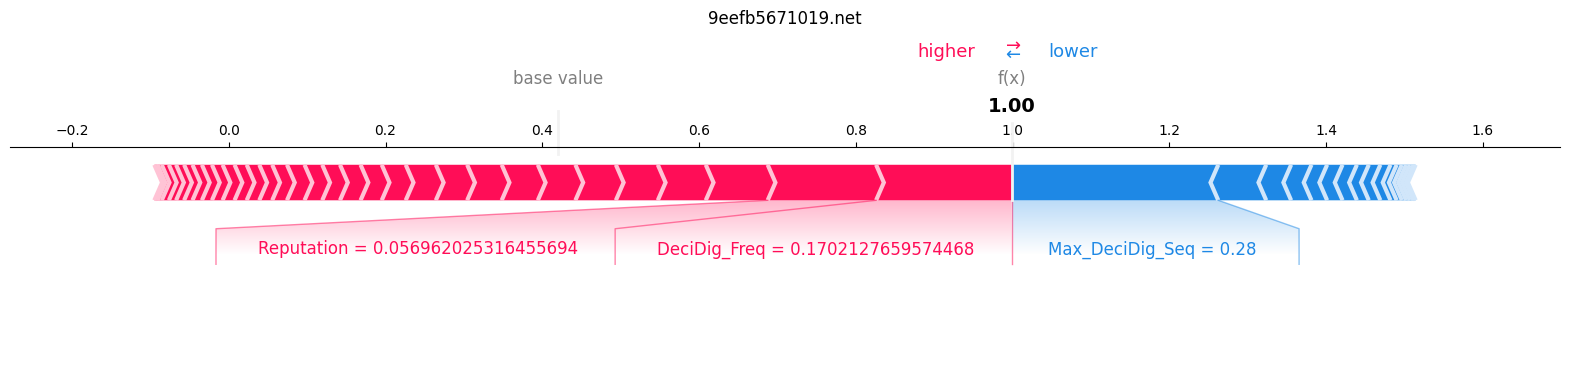 9eefb5671019.net
higher ⇄ lower
base value f(x)
1.00
−0.2 0.0 0.2 0.4 0.6 0.8 1.0 1.2 1.4 1.6
Reputation = 0.056962025316455694 DeciDig_Freq = 0.1702127659574468 Max_DeciDig_Seq = 0.28